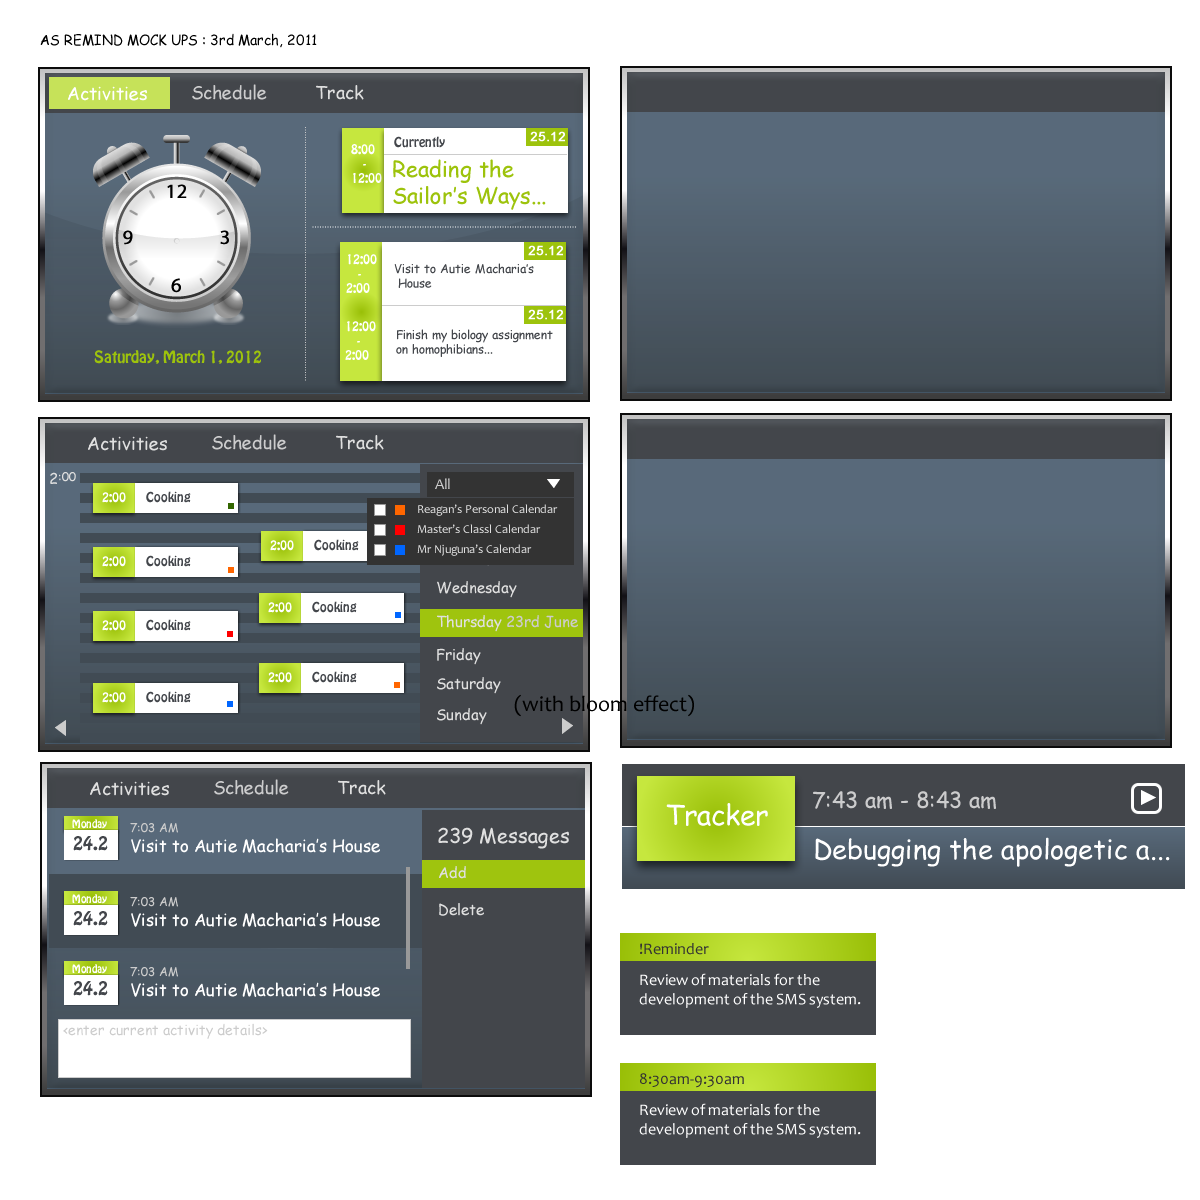 AS REMIND MOCK UPS : 3rd March, 2011
Activities
Schedule
Track
12
9
3
6
Saturday, March 1, 2012
8:00
-
12:00
Currently
25.12
Reading the
Sailor's Ways...
12:00
-
2:00
25.12
Visit to Autie Macharia's
House
12:00
-
2:00
25.12
Finish my biology assignment
on homophibians...
Activities
Schedule
Track
2:00
2:00 Cooking
2:00 Cooking
2:00 Cooking
2:00 Cooking
2:00 Cooking
2:00 Cooking
2:00 Cooking
All
Reagan's Personal Calendar
Master's Classl Calendar
Mr Njuguna's Calendar
Wednesday
Thursday 23rd June
Friday
Saturday
Sunday
(with bloom effect)
Activities
Schedule
Track
Monday
24.2
7:03 AM
Visit to Autie Macharia's House
Monday
24.2
7:03 AM
Visit to Autie Macharia's House
Monday
24.2
7:03 AM
Visit to Autie Macharia's House
<enter current activity details>
239 Messages
Add
Delete
Tracker
7:43 am - 8:43 am
Debugging the apologetic a...
!Reminder
Review of materials for the
development of the SMS system.
8:30am-9:30am
Review of materials for the
development of the SMS system.